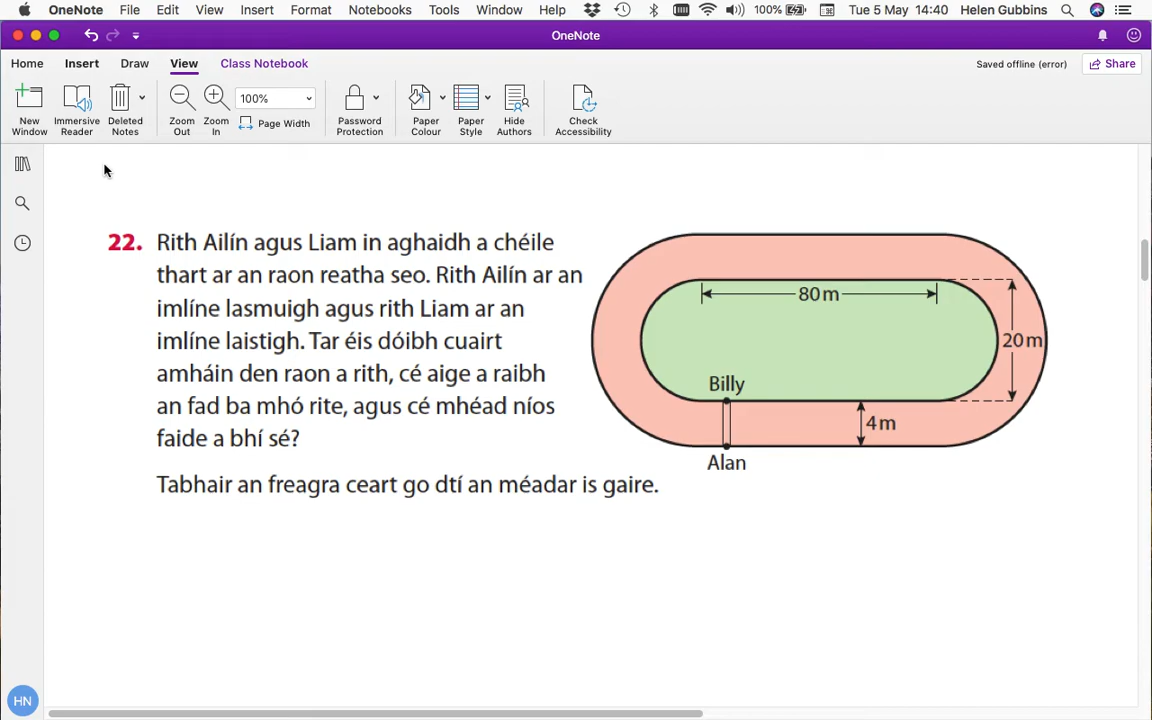 OneNote File Edit View Insert Format Notebooks Tools Window Help 100% Tue 5 May 14:40 Helen Gubbins
OneNote
Home Insert Draw View Class Notebook Saved offline (error) Share
New Window Immersive Reader Deleted Notes Zoom Out Zoom In 100% Page Width Password Protection Paper Colour Paper Style Hide Authors Check Accessibility
22. Rith Ailín agus Liam in aghaidh a chéile
thart ar an raon reatha seo. Rith Ailín ar an
imlíne lasmuigh agus rith Liam ar an
imlíne laistigh. Tar éis dóibh cuairt
amháin den raon a rith, cé aige a raibh
an fad ba mhó rite, agus cé mhéad níos
faide a bhí sé?
Tabhair an freagra ceart go dtí an méadar is gaire.
80 m
20 m
Billy
4 m
Alan
HN